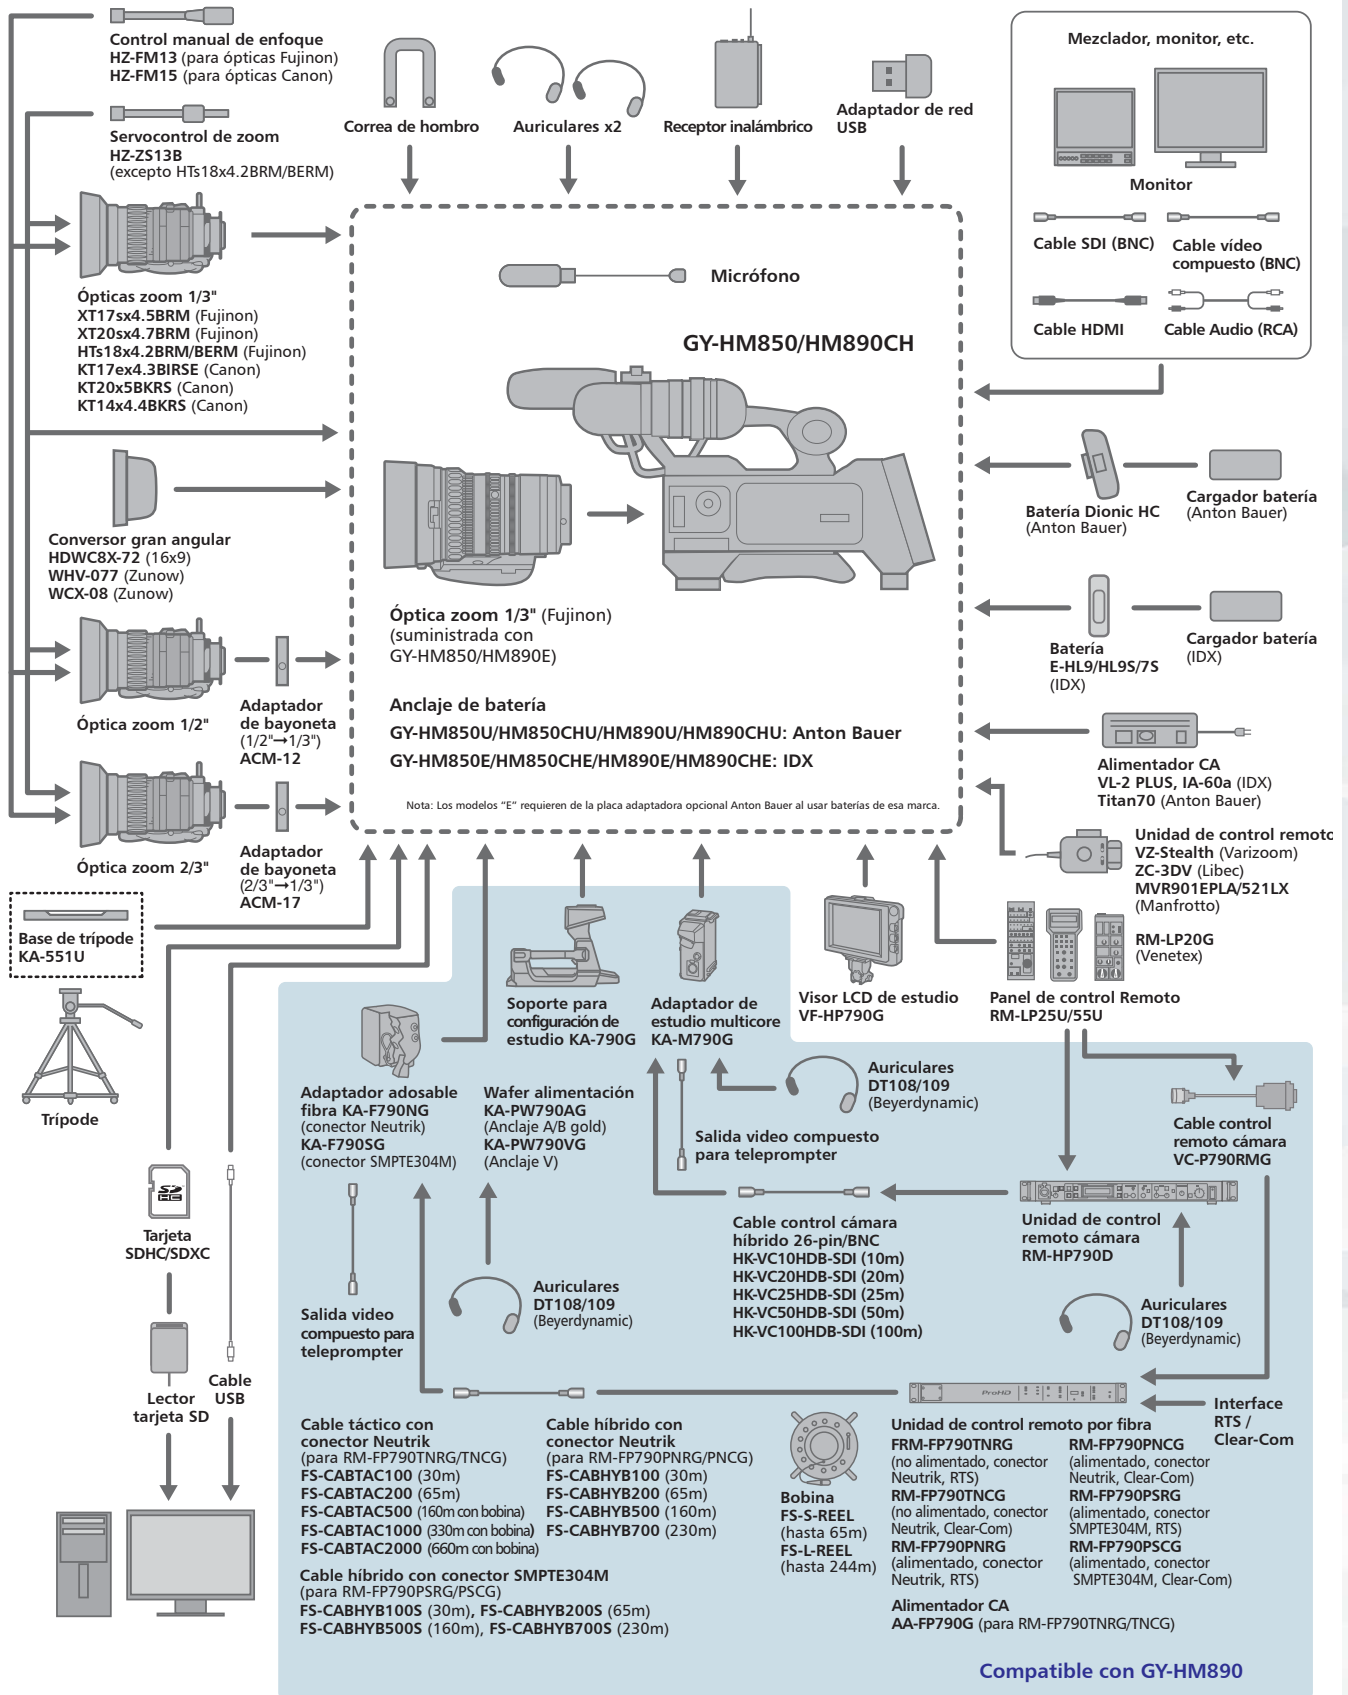 Control manual de enfoque
HZ-FM13 (para ópticas Fujinon)
HZ-FM15 (para ópticas Canon)
Servocontrol de zoom
HZ-ZS13B
(excepto HTs18x4.2BRM/BERM)
Correa de hombro
Auriculares x2
Receptor inalámbrico
Adaptador de red
USB
Mezclador, monitor, etc.
Monitor
Cable SDI (BNC)
Cable vídeo
compuesto (BNC)
Cable HDMI
Cable Audio (RCA)
Ópticas zoom 1/3"
XT17sx4.5BRM (Fujinon)
XT20sx4.7BRM (Fujinon)
HTs18x4.2BRM/BERM (Fujinon)
KT17ex4.3BIRSE (Canon)
KT20x5BKRS (Canon)
KT14x4.4BKRS (Canon)
Micrófono
GY-HM850/HM890CH
Conversor gran angular
HDWC8X-72 (16x9)
WHV-077 (Zunow)
WCX-08 (Zunow)
Óptica zoom 1/3" (Fujinon)
(suministrada con
GY-HM850/HM890E)
Batería Dionic HC
(Anton Bauer)
Cargador batería
(Anton Bauer)
Batería
E-HL9/HL9S/7S
(IDX)
Cargador batería
(IDX)
Óptica zoom 1/2"
Adaptador
de bayoneta
(1/2"→1/3")
ACM-12
Anclaje de batería
GY-HM850U/HM850CHU/HM890U/HM890CHU: Anton Bauer
GY-HM850E/HM850CHE/HM890E/HM890CHE: IDX
Nota: Los modelos "E" requieren de la placa adaptadora opcional Anton Bauer al usar baterías de esa marca.
Alimentador CA
VL-2 PLUS, IA-60a (IDX)
Titan70 (Anton Bauer)
Óptica zoom 2/3"
Adaptador
de bayoneta
(2/3"→1/3")
ACM-17
Unidad de control remoto
VZ-Stealth (Varizoom)
ZC-3DV (Libec)
MVR901EPLA/521LX
(Manfrotto)
RM-LP20G
(Venetex)
Base de trípode
KA-551U
Trípode
Soporte para
configuración de
estudio KA-790G
Adaptador de
estudio multicore
KA-M790G
Visor LCD de estudio
VF-HP790G
Panel de control Remoto
RM-LP25U/55U
Adaptador adosable
fibra KA-F790NG
(conector Neutrik)
KA-F790SG
(conector SMPTE304M)
Wafer alimentación
KA-PW790AG
(Anclaje A/B gold)
KA-PW790VG
(Anclaje V)
Auriculares
DT108/109
(Beyerdynamic)
Salida video compuesto
para teleprompter
Cable control
remoto cámara
VC-P790RMG
Tarjeta
SDHC/SDXC
SD
HC
Cable control cámara
híbrido 26-pin/BNC
HK-VC10HDB-SDI (10m)
HK-VC20HDB-SDI (20m)
HK-VC25HDB-SDI (25m)
HK-VC50HDB-SDI (50m)
HK-VC100HDB-SDI (100m)
Unidad de control
remoto cámara
RM-HP790D
Salida video
compuesto para
teleprompter
Auriculares
DT108/109
(Beyerdynamic)
Auriculares
DT108/109
(Beyerdynamic)
Lector
tarjeta SD
Cable
USB
ProHD
Interface
RTS /
Clear-Com
Cable táctico con
conector Neutrik
(para RM-FP790TNRG/TNCG)
FS-CABTAC100 (30m)
FS-CABTAC200 (65m)
FS-CABTAC500 (160m con bobina)
FS-CABTAC1000 (330m con bobina)
FS-CABTAC2000 (660m con bobina)
Cable híbrido con
conector Neutrik
(para RM-FP790PNRG/PNCG)
FS-CABHYB100 (30m)
FS-CABHYB200 (65m)
FS-CABHYB500 (160m)
FS-CABHYB700 (230m)
Cable híbrido con conector SMPTE304M
(para RM-FP790PSRG/PSCG)
FS-CABHYB100S (30m), FS-CABHYB200S (65m)
FS-CABHYB500S (160m), FS-CABHYB700S (230m)
Bobina
FS-S-REEL
(hasta 65m)
FS-L-REEL
(hasta 244m)
Unidad de control remoto por fibra
FRM-FP790TNRG
(no alimentado, conector
Neutrik, RTS)
RM-FP790TNCG
(no alimentado, conector
Neutrik, Clear-Com)
RM-FP790PNRG
(alimentado, conector
Neutrik, RTS)
RM-FP790PNCG
(alimentado, conector
Neutrik, Clear-Com)
RM-FP790PSRG
(alimentado, conector
SMPTE304M, RTS)
RM-FP790PSCG
(alimentado, conector
SMPTE304M, Clear-Com)
Alimentador CA
AA-FP790G (para RM-FP790TNRG/TNCG)
Compatible con GY-HM890